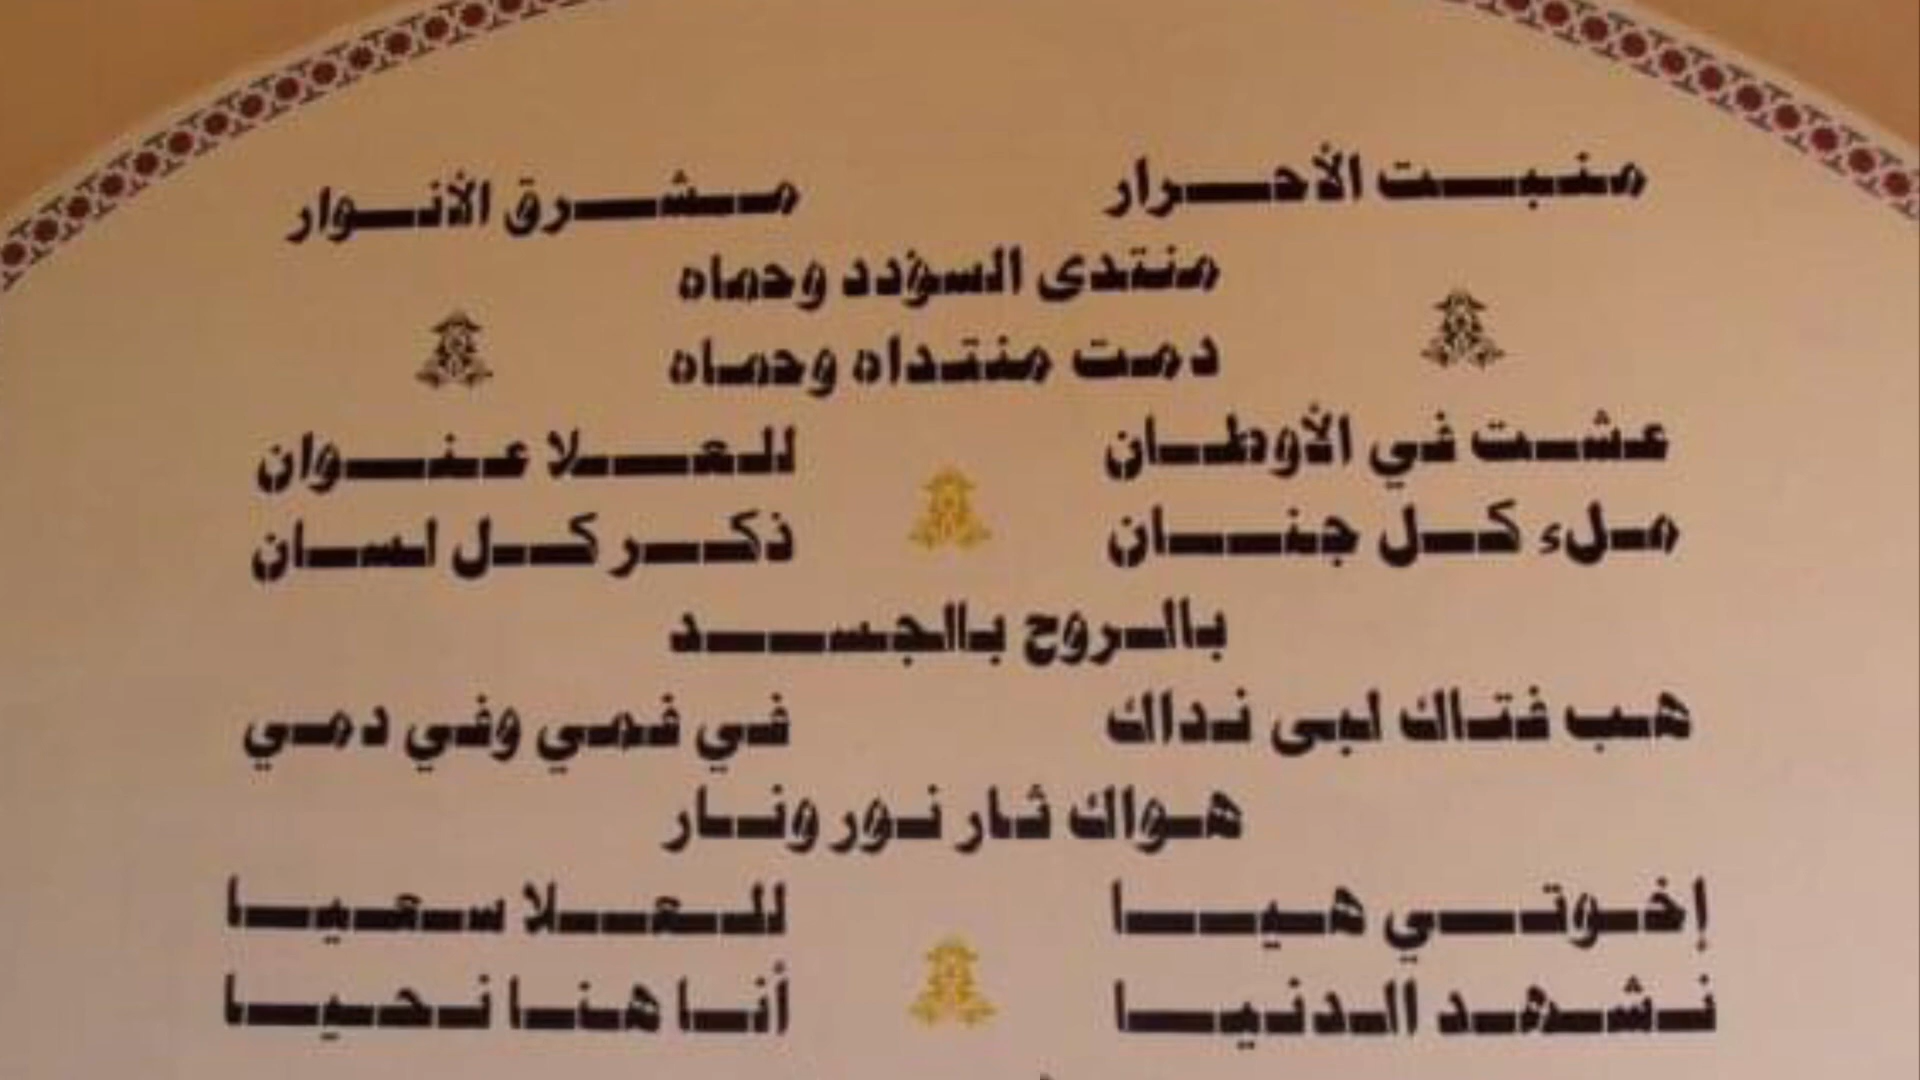 منبت الأحرار مشرق الأنوار
منتدى السؤدد وحماه
دمت منتداه وحماه
عشت في الأوطان للعلا عنوان
ملء كل جنان ذكر كل لسان
بالروح بالجسد
هب فتاك لبى نداك في فمي وفي دمي
هواك ثار نور ونار
إخوتي هيا للعلا سعيا
نشهد الدنيا أنا هنا نحيا